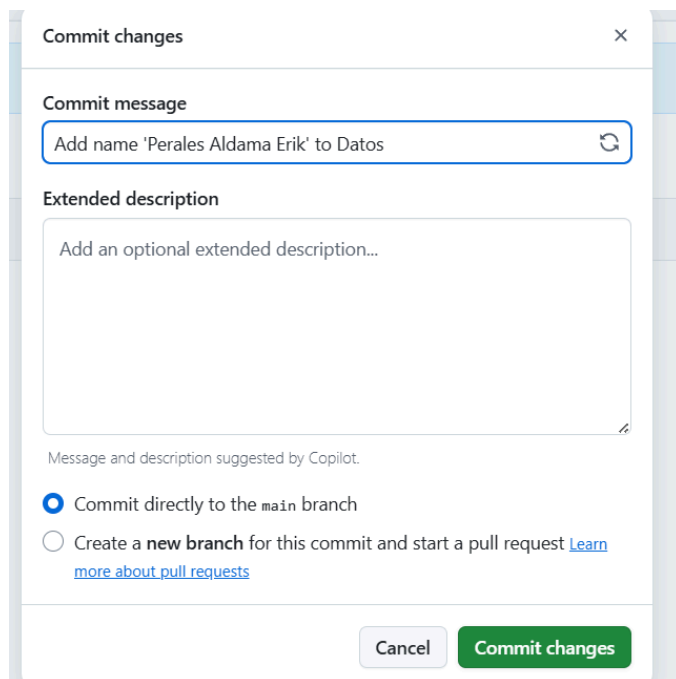 Commit changes
Commit message
Add name 'Perales Aldama Erik' to Datos
Extended description
Add an optional extended description...
Message and description suggested by Copilot.
Commit directly to the main branch
Create a new branch for this commit and start a pull request Learn
more about pull requests
Cancel Commit changes